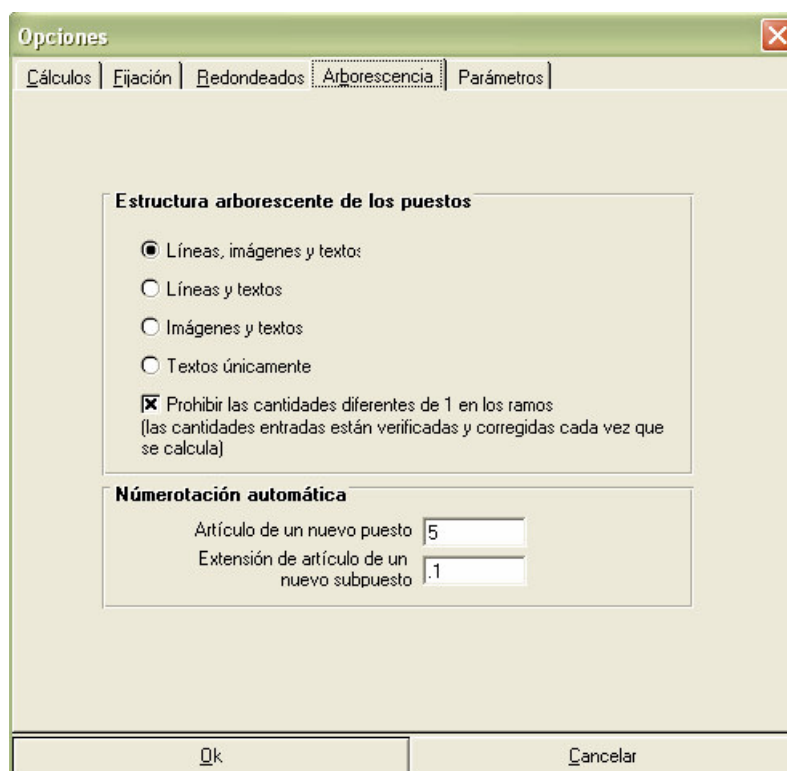 Opciones
Cálculos Fijación Redondeados Arborescencia Parámetros
Estructura arborescente de los puestos
Líneas, imágenes y textos
Líneas y textos
Imágenes y textos
Textos únicamente
Prohibir las cantidades diferentes de 1 en los ramos
(las cantidades entradas están verificadas y corregidas cada vez que
se calcula)
Númerotación automática
Artículo de un nuevo puesto 5
Extensión de artículo de un
nuevo subpuesto .1
Ok Cancelar